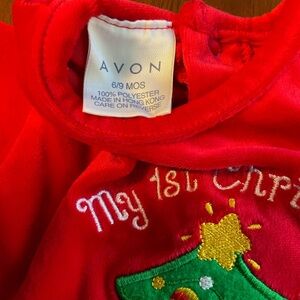 AVON
6/9 MOS
100% POLYESTER
MADE IN HONG KONG
CARE ON REVERSE
My 1st Chri